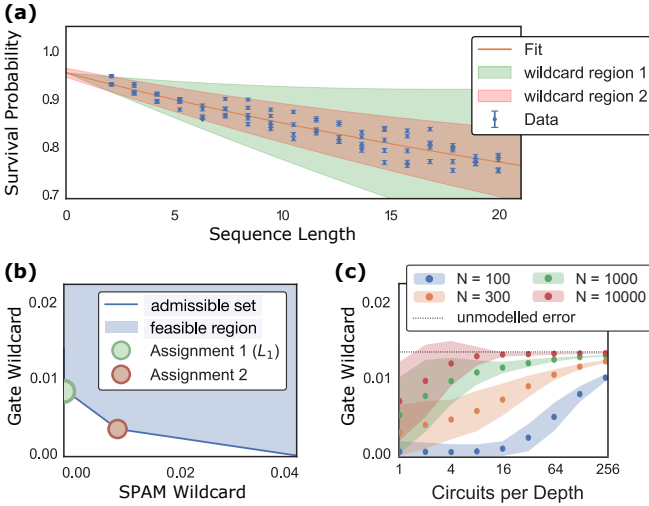 (a)
Survival Probability
1.0
0.9
0.8
0.7
0
5
10
15
20
Sequence Length
Fit
wildcard region 1
wildcard region 2
Data
(b)
Gate Wildcard
0.02
0.01
0.00
0.00
0.02
0.04
SPAM Wildcard
admissible set
feasible region
Assignment 1 (L₁)
Assignment 2
(c)
N = 100
N = 1000
N = 300
N = 10000
unmodelled error
Gate Wildcard
0.02
0.01
0.00
1
4
16
64
256
Circuits per Depth